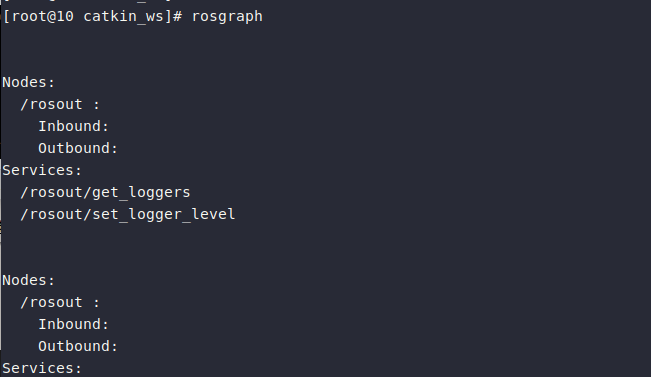 [root@10 catkin_ws]# rosgraph
Nodes:
/rosout :
Inbound:
Outbound:
Services:
/rosout/get_loggers
/rosout/set_logger_level
Nodes:
/rosout :
Inbound:
Outbound:
Services: